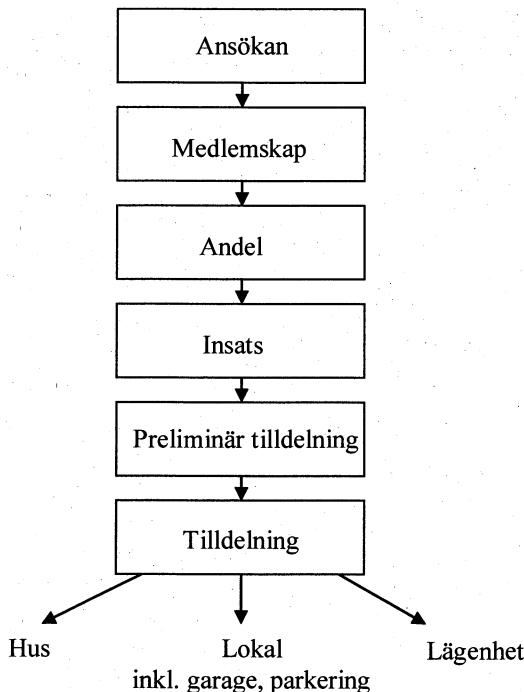 Ansökan
Medlemskap
Andel
Insats
Preliminär tilldelning
Tilldelning
Hus
Lokal
inkl. garage, parkering
Lägenhet